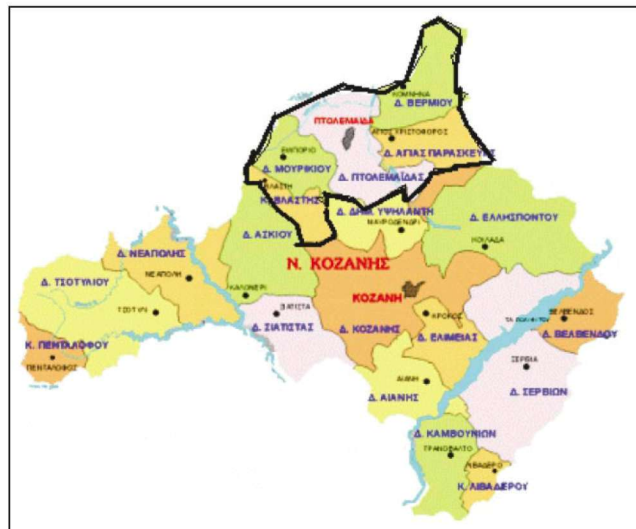 ΚΟΜΝΗΝΑ
Δ. ΒΕΡΜΙΟΥ
ΠΤΟΛΕΜΑΙΔΑ
ΑΓΙΟΣ ΧΡΙΣΤΟΦΟΡΟΣ
ΕΜΠΟΡΙΟ
Δ. ΑΓΙΑΣ ΠΑΡΑΣΚΕΥΗΣ
Δ. ΜΟΥΡΙΚΙΟΥ
Δ. ΠΤΟΛΕΜΑΪΔΑΣ
ΒΛΑΣΤΗ
Κ. ΒΛΑΣΤΗΣ
Δ. ΔΗΜ. ΥΨΗΛΑΝΤΗ
Δ. ΕΛΛΗΣΠΟΝΤΟΥ
ΜΑΥΡΟΔΕΝΔΡΙ
Δ. ΑΣΚΙΟΥ
ΚΟΙΛΑΔΑ
Δ. ΝΕΑΠΟΛΗΣ
Ν. ΚΟΖΑΝΗΣ
Δ. ΤΣΟΤΥΛΙΟΥ
ΝΕΑΠΟΛΗ
ΚΑΛΟΝΕΡΙ
ΚΟΖΑΝΗ
ΤΣΟΤΥΛΙ
ΣΙΑΤΙΣΤΑ
ΚΡΟΚΟΣ
ΒΕΛΒΕΝΔΟΣ
Δ. ΣΙΑΤΙΣΤΑΣ
Δ. ΚΟΖΑΝΗΣ
Δ. ΕΛΙΜΕΙΑΣ
Δ. ΒΕΛΒΕΝΔΟΥ
Κ. ΠΕΝΤΑΛΟΦΟΥ
ΠΕΝΤΑΛΟΦΟΣ
ΣΕΡΒΙΑ
ΑΙΑΝΗ
Δ. ΑΙΑΝΗΣ
Δ. ΣΕΡΒΙΩΝ
Δ. ΚΑΜΒΟΥΝΙΩΝ
ΤΡΑΝΟΒΑΛΤΟ
ΛΙΒΑΔΕΡΟ
Κ. ΛΙΒΑΔΕΡΟΥ